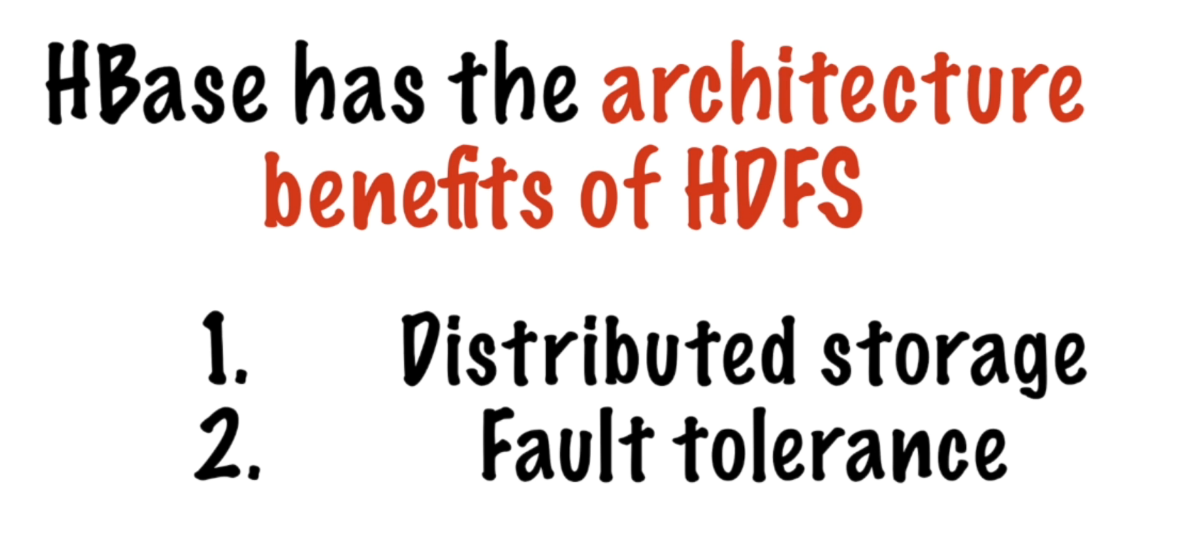 HBase has the architecture
benefits of HDFS
1. Distributed storage
2. Fault tolerance